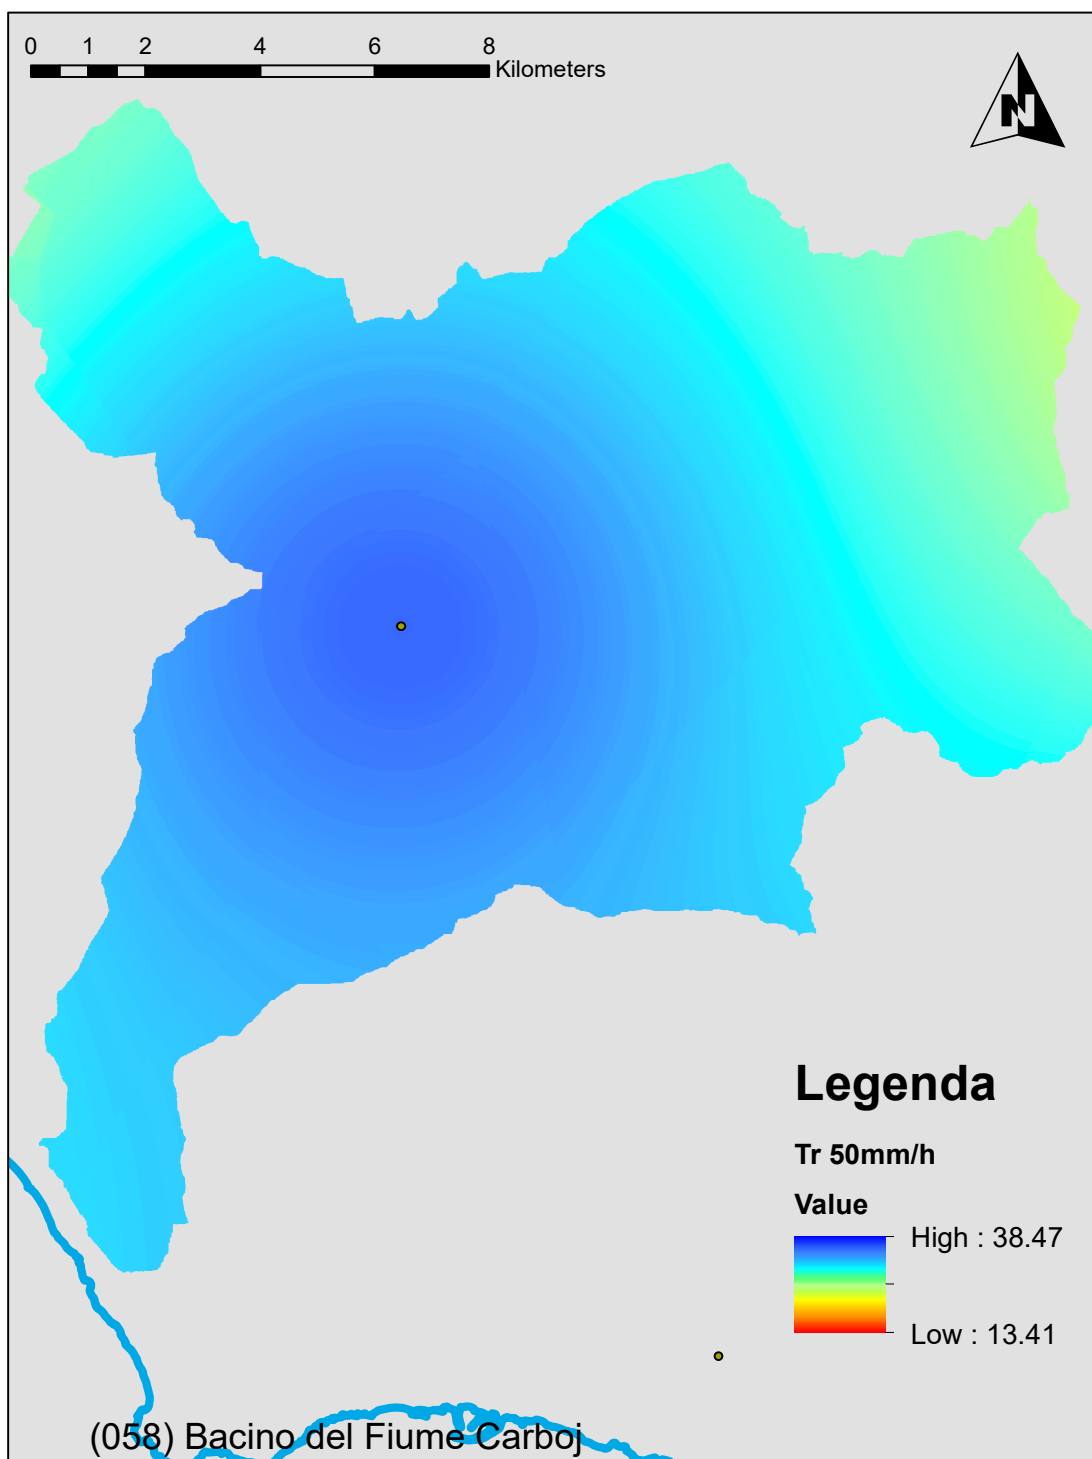 0 1 2 4 6 8
Kilometers
N
Legenda
Tr 50mm/h
Value
High : 38.47
Low : 13.41
(058) Bacino del Fiume Carboj